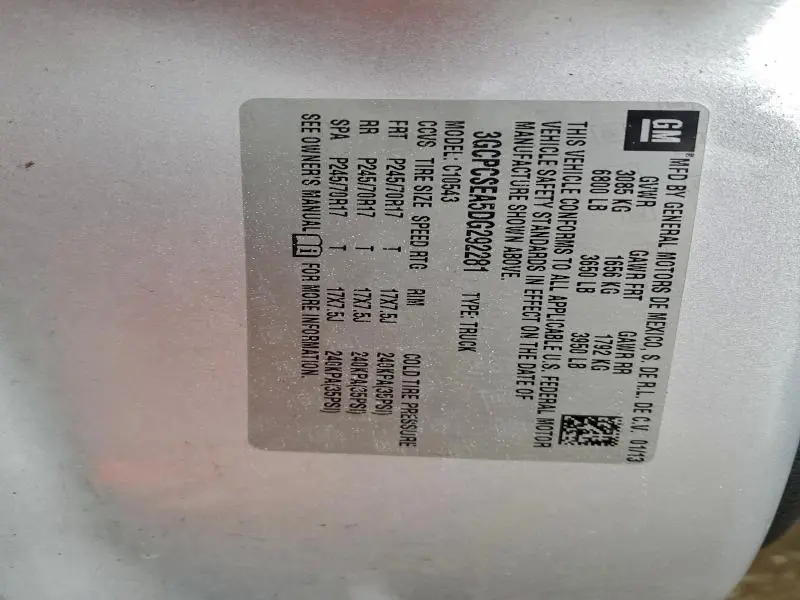 GM
MFD BY GENERAL MOTORS DE MEXICO, S. DE R.L. DE C.V. 01/13
GVWR GAWR FRT GAWR RR
3085 KG 1656 KG 1792 KG
6800 LB 3650 LB 3950 LB
THIS VEHICLE CONFORMS TO ALL APPLICABLE U.S. FEDERAL MOTOR
VEHICLE SAFETY STANDARDS IN EFFECT ON THE DATE OF
MANUFACTURE SHOWN ABOVE.
3GCPCSEA5DG292281 TYPE: TRUCK
MODEL: C10543
CCVS TIRE SIZE SPEED RTG RIM COLD TIRE PRESSURE
FRT P245/70R17 T 17X7.5J 240KPA(35PSI)
RR P245/70R17 T 17X7.5J 240KPA(35PSI)
SPA P245/70R17 T 17X7.5J 240KPA(35PSI)
SEE OWNER'S MANUAL FOR MORE INFORMATION.